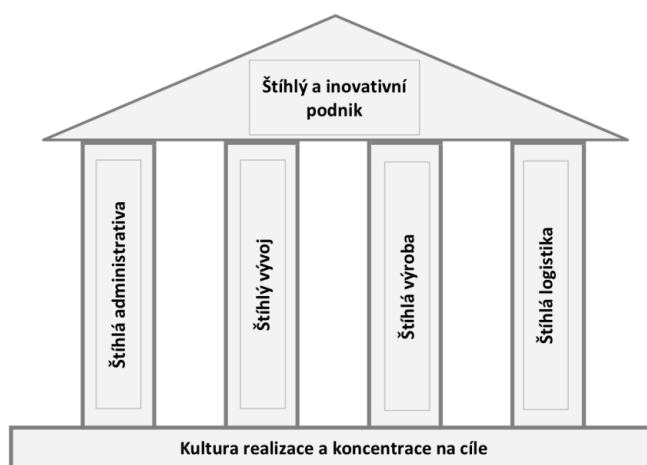 Štíhlý a inovativní
podnik
Štíhlá administrativa
Štíhlý vývoj
Štíhlá výroba
Štíhlá logistika
Kultura realizace a koncentrace na cíle